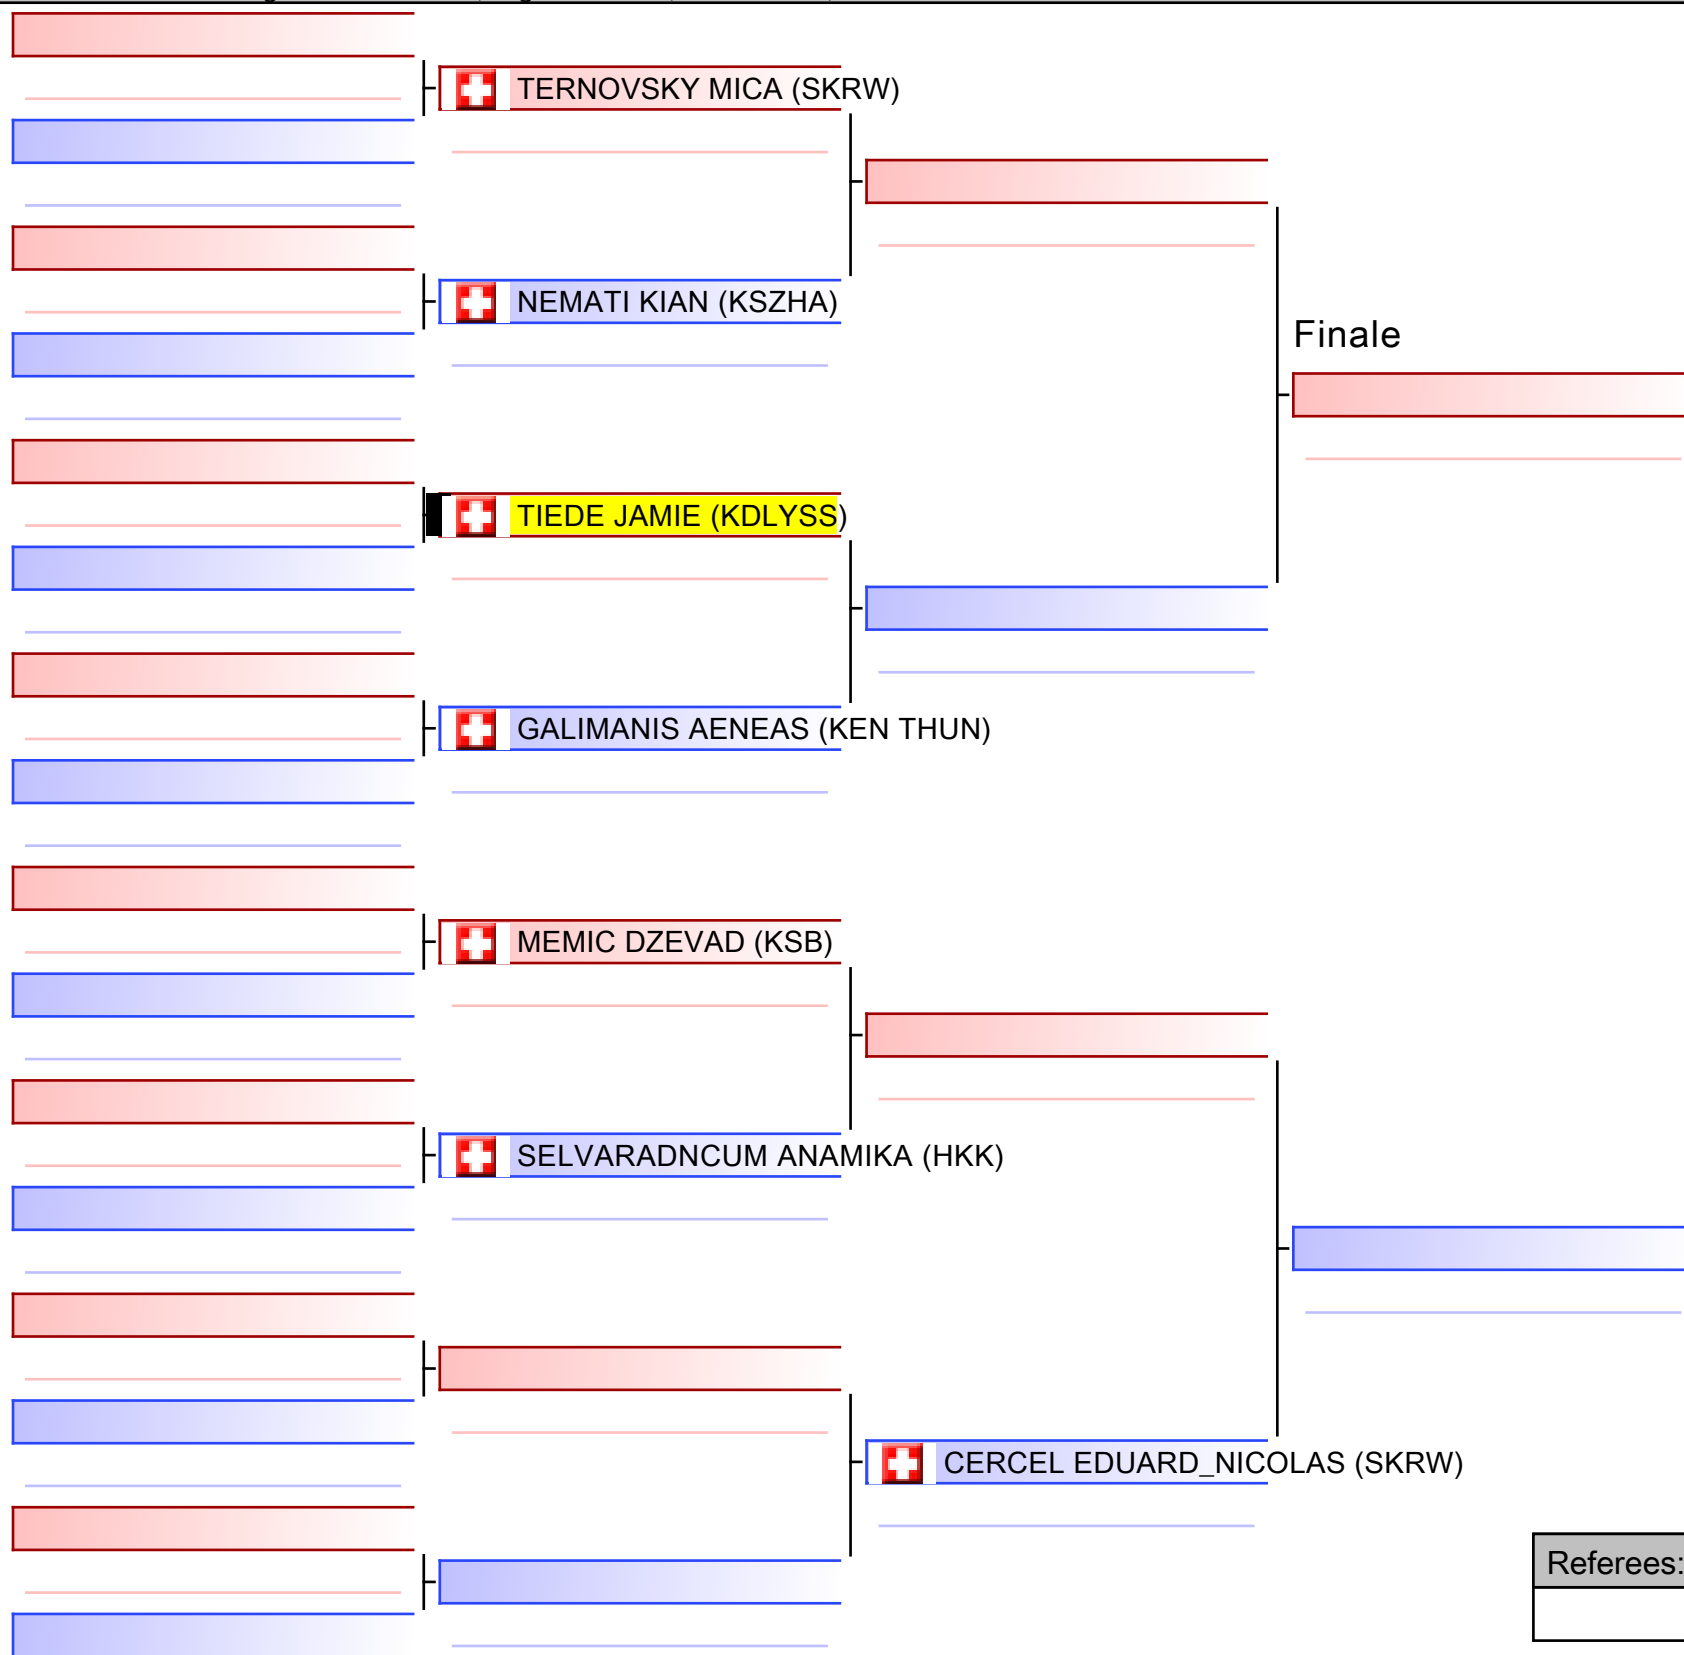 TERNOVSKY MICA (SKRW)
NEMATI KIAN (KSZHA)
Finale
TIEDE JAMIE (KDLYSS)
GALIMANIS AENEAS (KEN THUN)
MEMIC DZEVAD (KSB)
SELVARADNCUM ANAMIKA (HKK)
CERCEL EDUARD_NICOLAS (SKRW)
Referees: